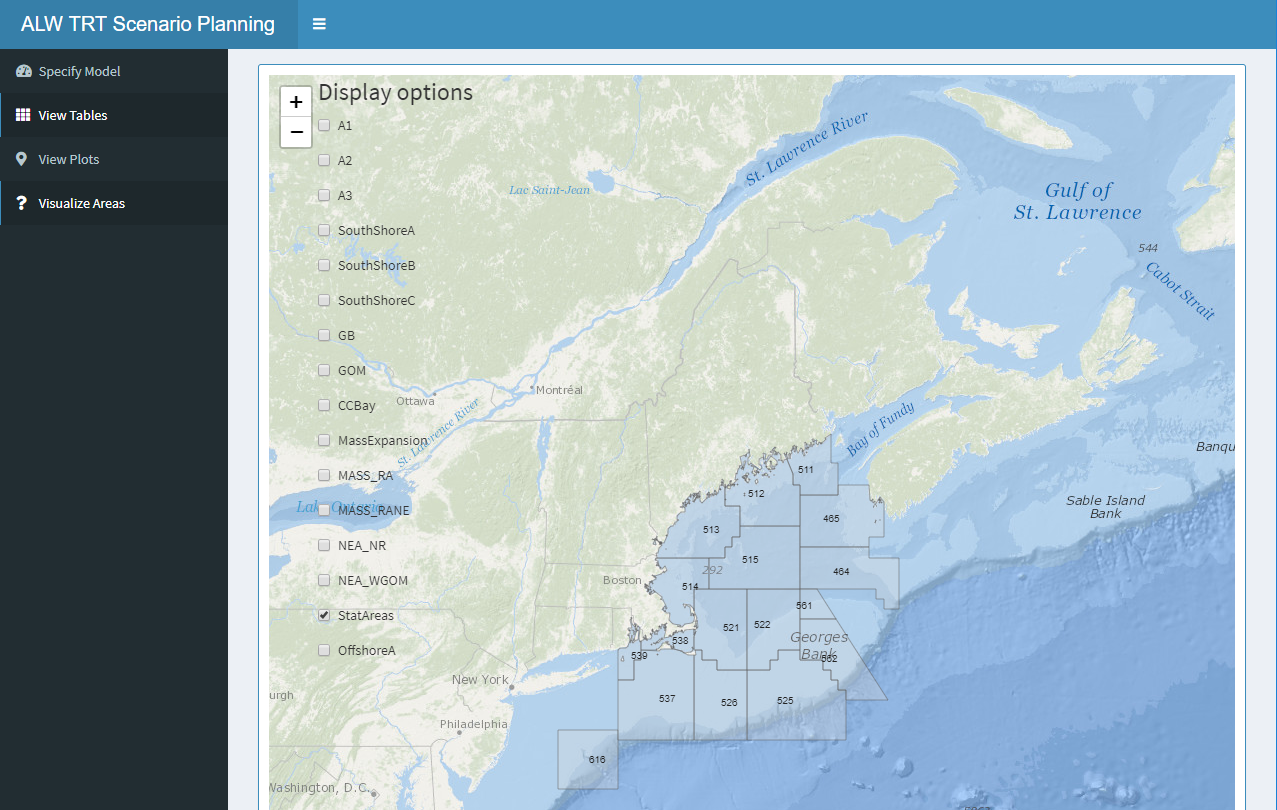 ALW TRT Scenario Planning
Specify Model
View Tables
View Plots
Visualize Areas
+
−
Display options
A1
A2
A3
SouthShoreA
SouthShoreB
SouthShoreC
GB
GOM
CCBay
MassExpansion
MASS_RA
MASS_RANE
NEA_NR
NEA_WGOM
StatAreas
OffshoreA
St. Lawrence River
Lac Saint-Jean
Gulf of
St. Lawrence
544
Cabot Strait
Montréal
Ottawa
St. Lawrence River
Bay of Fundy
Banqu
Sable Island
Bank
511
512
465
513
515
292
464
Boston
514
561
521
522
Georges
Bank
562
538
539
New York
537
526
525
urgh
Philadelphia
616
Washington, D.C.